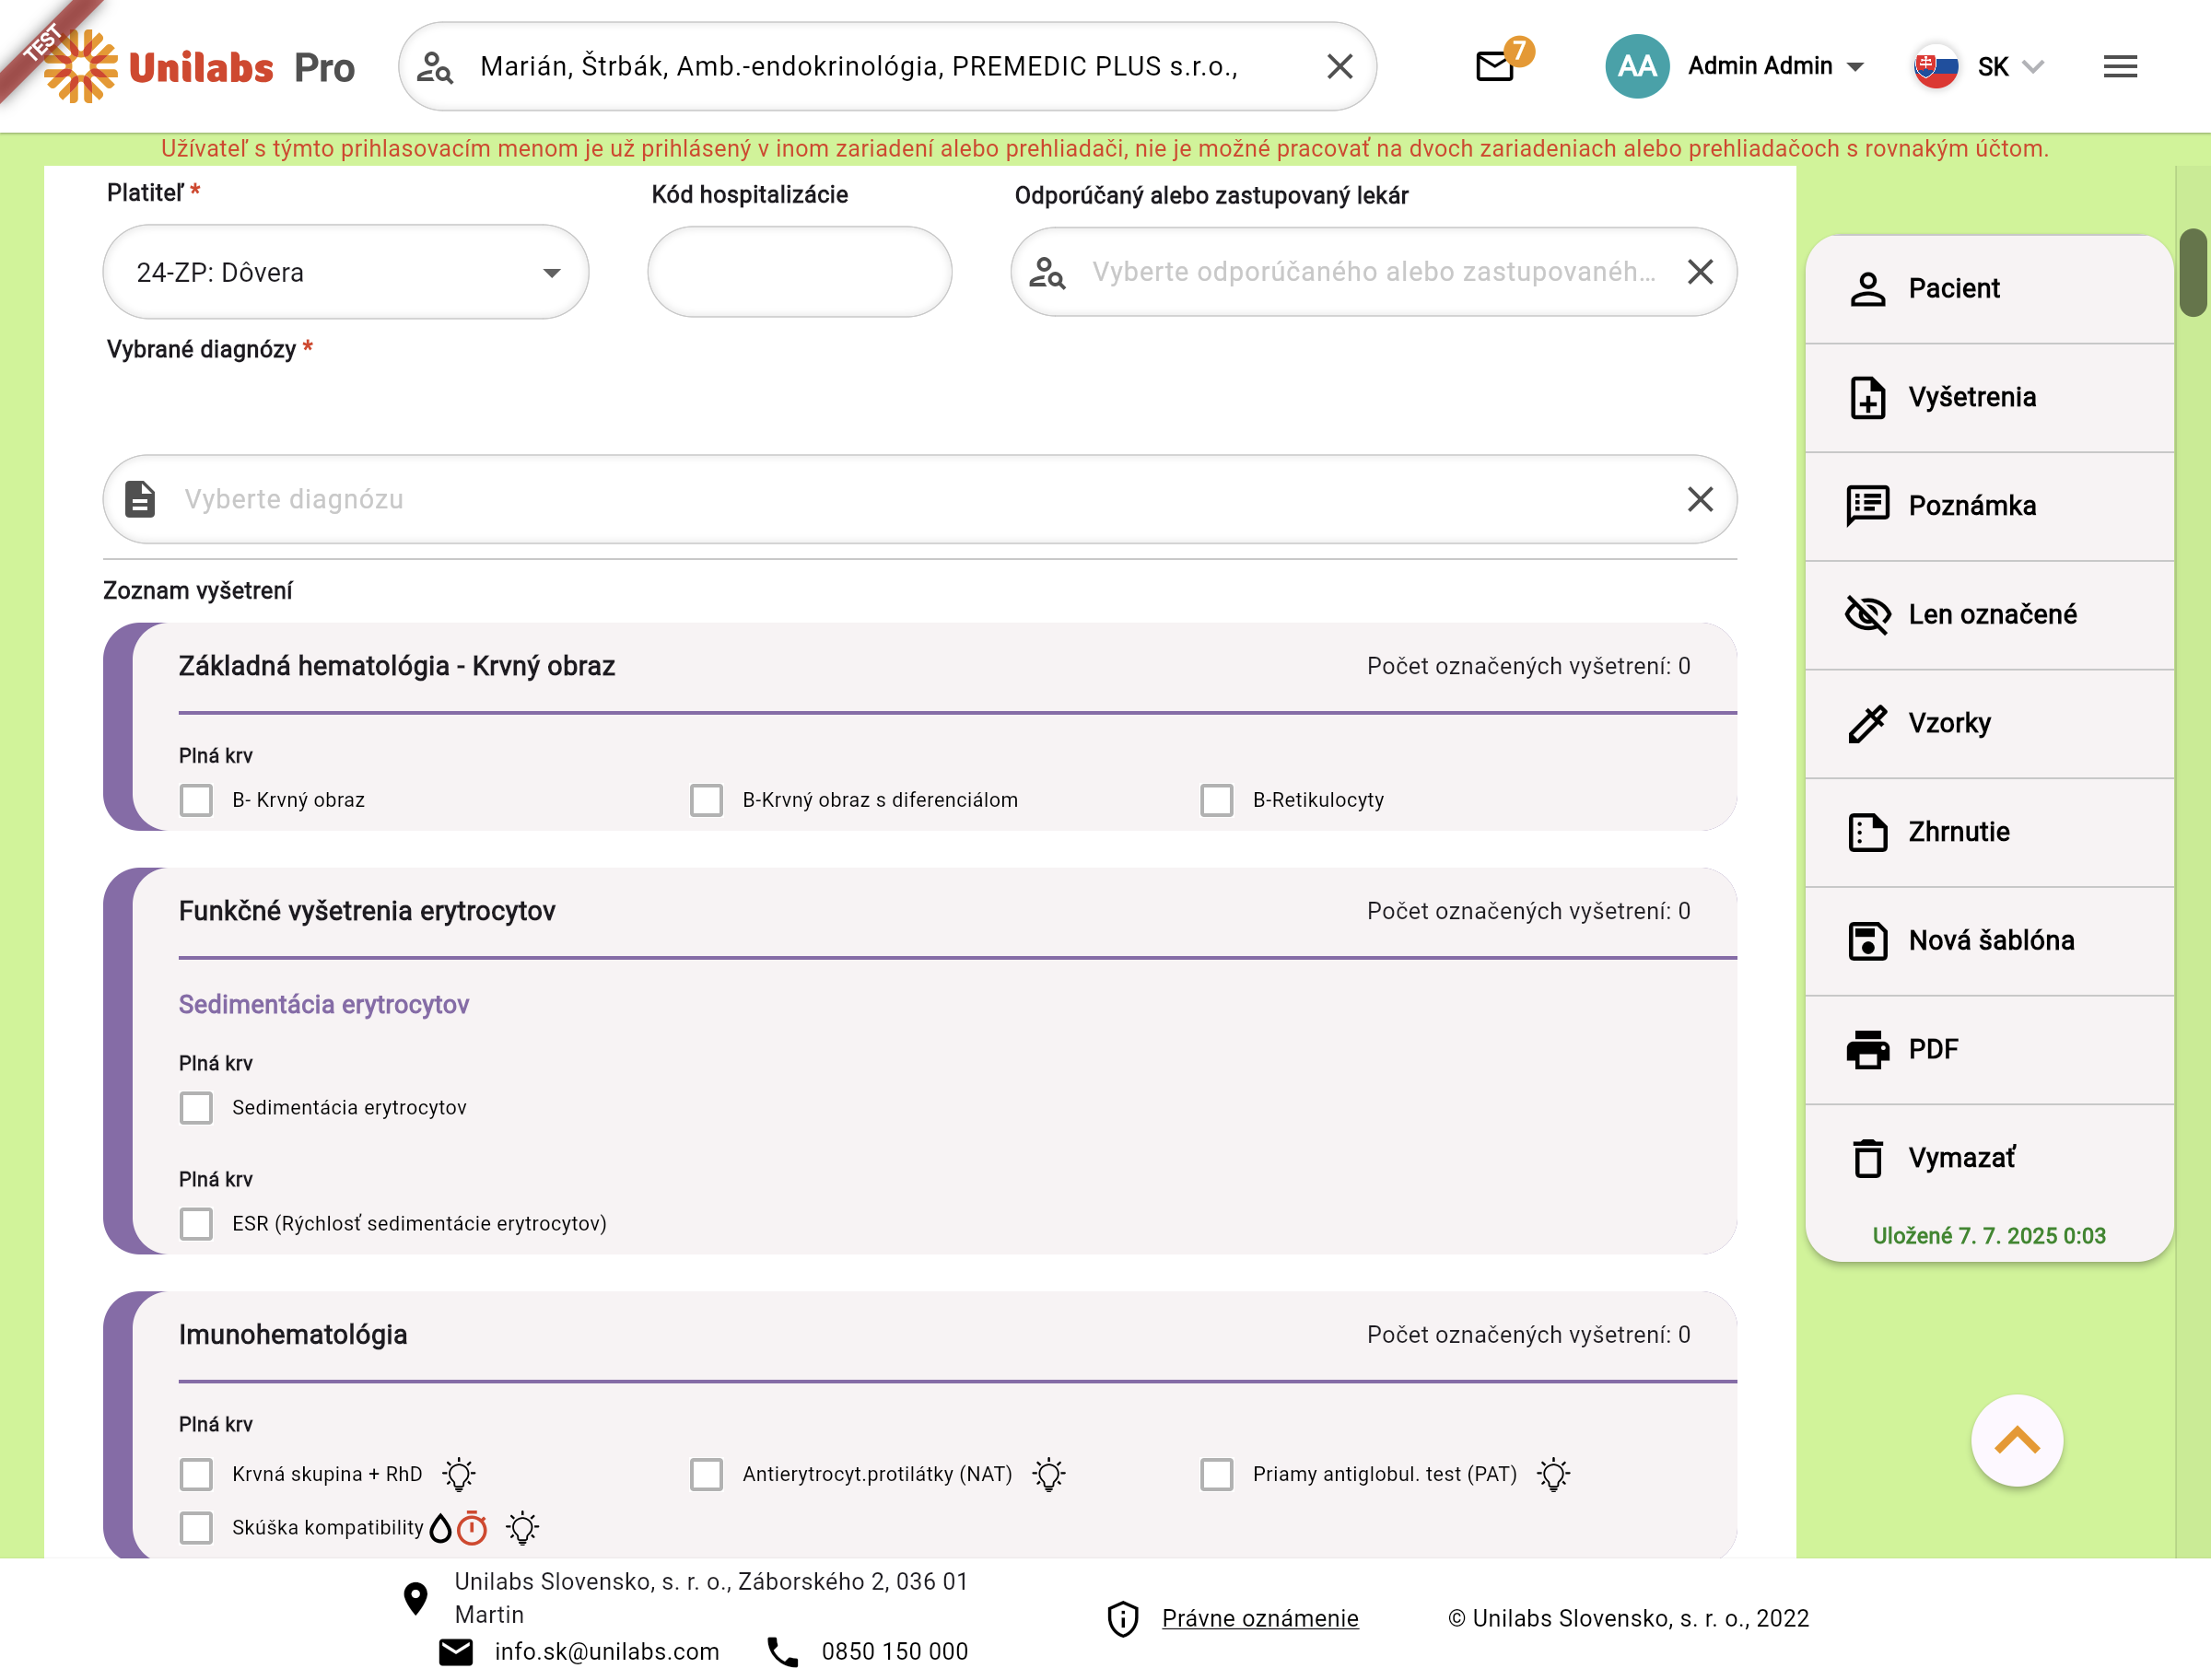 TEST
Unilabs Pro
Marián, Štrbák, Amb.-endokrinológia, PREMEDIC PLUS s.r.o.,
7
AA
Admin Admin
SK
Užívateľ s týmto prihlasovacím menom je už prihlásený v inom zariadení alebo prehliadači, nie je možné pracovať na dvoch zariadeniach alebo prehliadačoch s rovnakým účtom.
Platiteľ *
Kód hospitalizácie
Odporúčaný alebo zastupovaný lekár
24-ZP: Dôvera
Vyberte odporúčaného alebo zastupovanéh...
Vybrané diagnózy *
Vyberte diagnózu
Zoznam vyšetrení
Základná hematológia - Krvný obraz
Počet označených vyšetrení: 0
Plná krv
B- Krvný obraz
B-Krvný obraz s diferenciálom
B-Retikulocyty
Funkčné vyšetrenia erytrocytov
Počet označených vyšetrení: 0
Sedimentácia erytrocytov
Plná krv
Sedimentácia erytrocytov
Plná krv
ESR (Rýchlosť sedimentácie erytrocytov)
Imunohematológia
Počet označených vyšetrení: 0
Plná krv
Krvná skupina + RhD
Antierytrocyt.protilátky (NAT)
Priamy antiglobul. test (PAT)
Skúška kompatibility
Pacient
Vyšetrenia
Poznámka
Len označené
Vzorky
Zhrnutie
Nová šablóna
PDF
Vymazať
Uložené 7. 7. 2025 0:03
Unilabs Slovensko, s. r. o., Záborského 2, 036 01
Martin
info.sk@unilabs.com
0850 150 000
Právne oznámenie
© Unilabs Slovensko, s. r. o., 2022